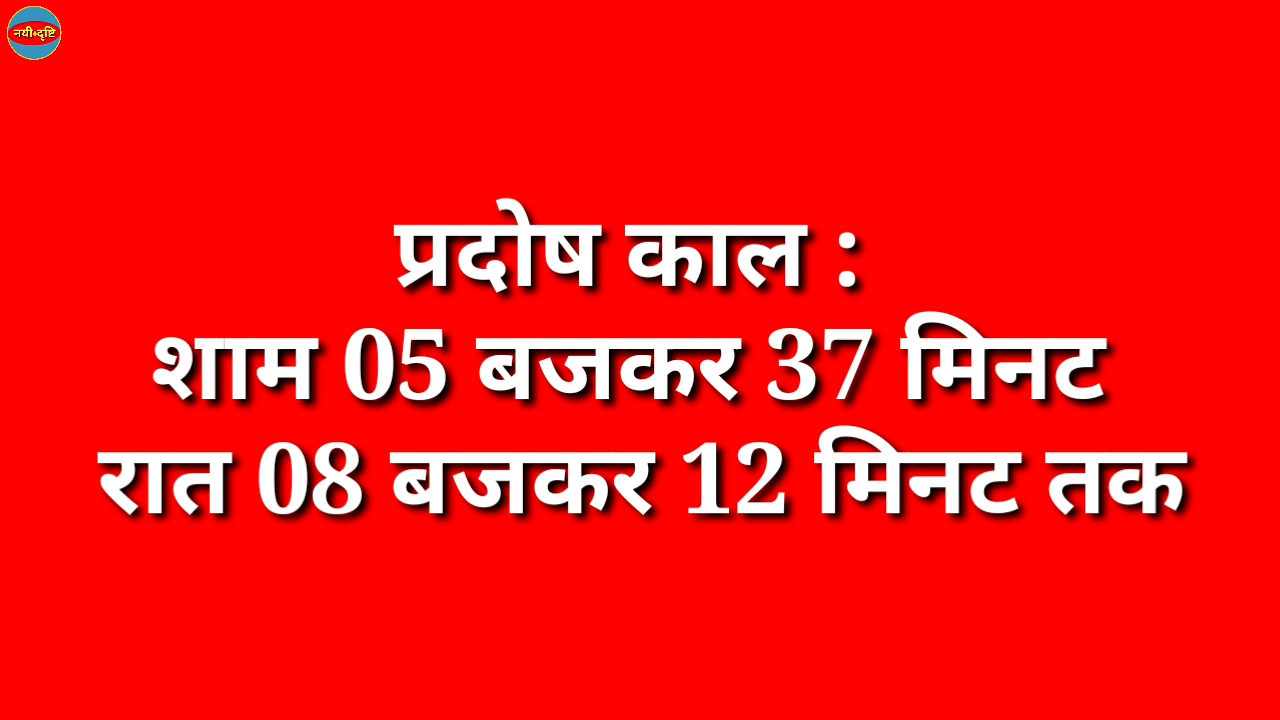 नयी•दृष्टि
प्रदोष काल :
शाम 05 बजकर 37 मिनट
रात 08 बजकर 12 मिनट तक